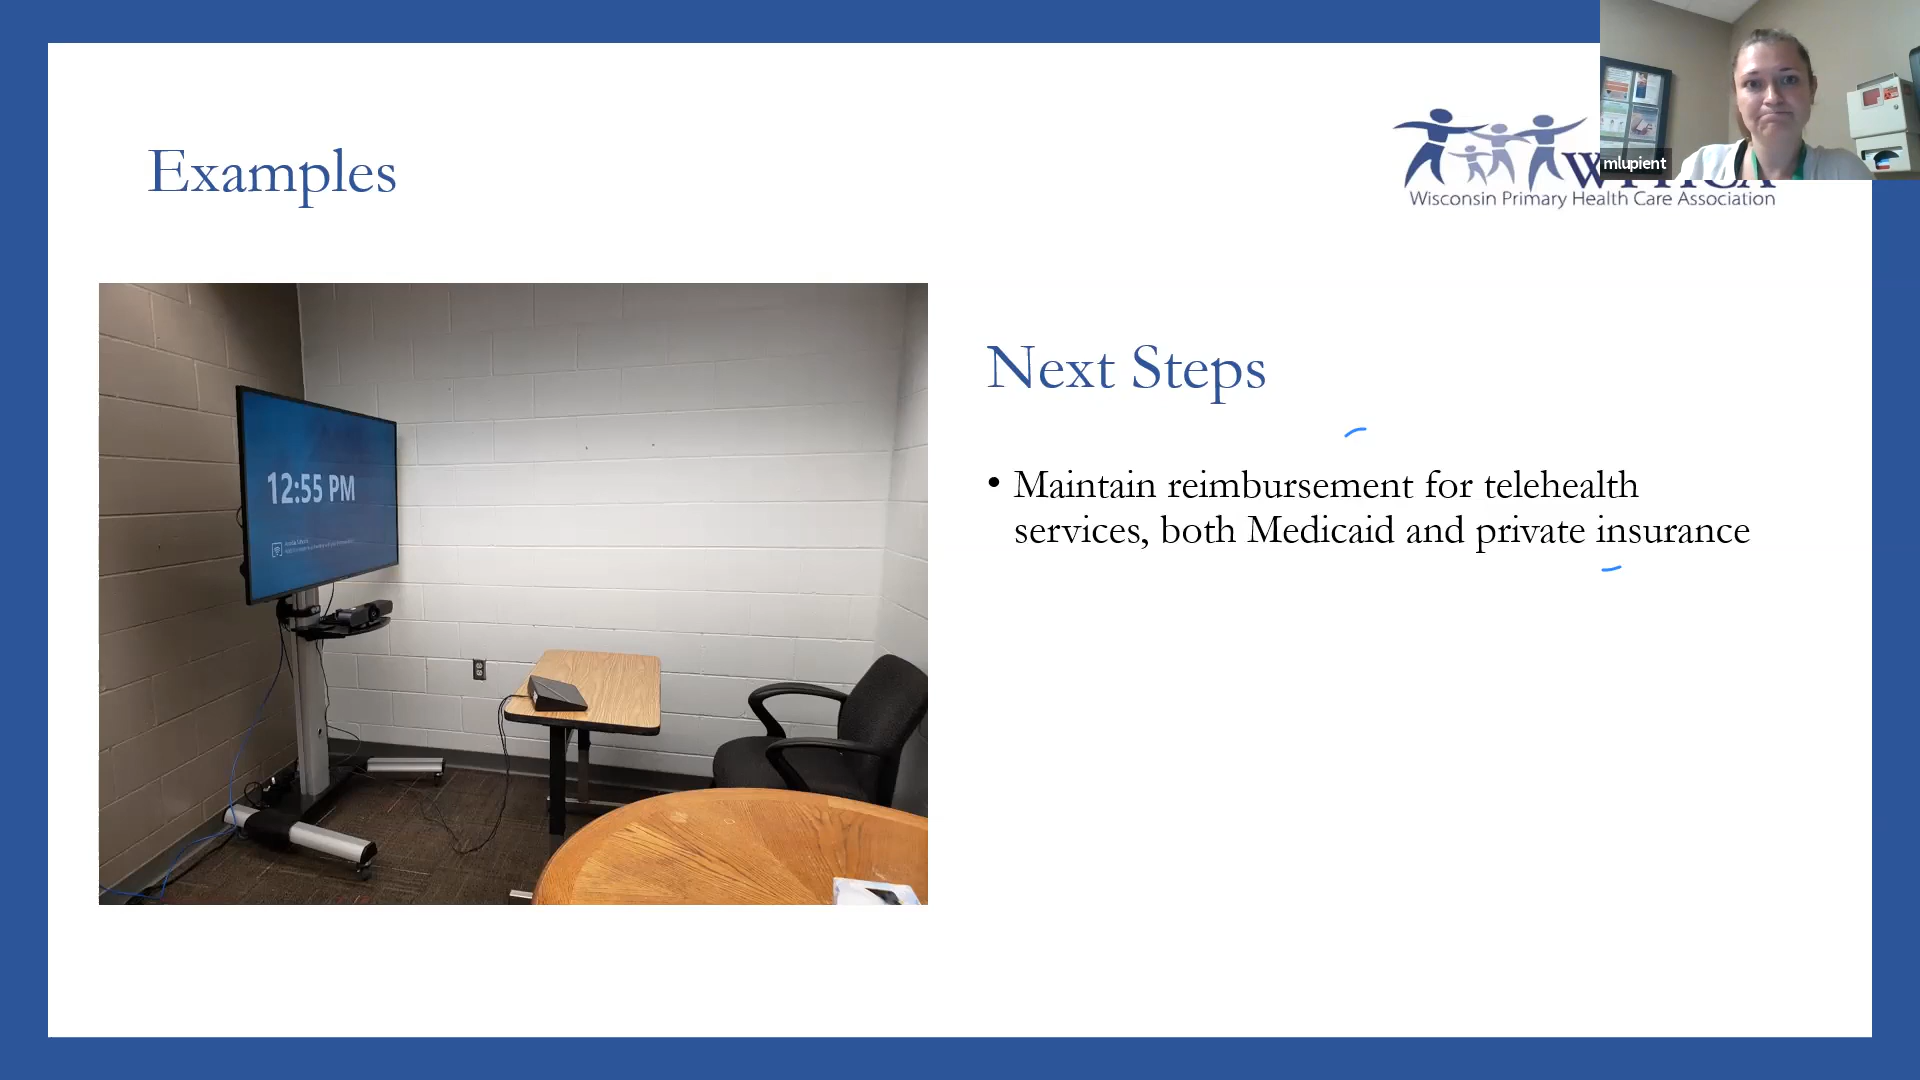 Examples
mlupient
Wisconsin Primary Health Care Association
12:55 PM
Next Steps
• Maintain reimbursement for telehealth
services, both Medicaid and private insurance